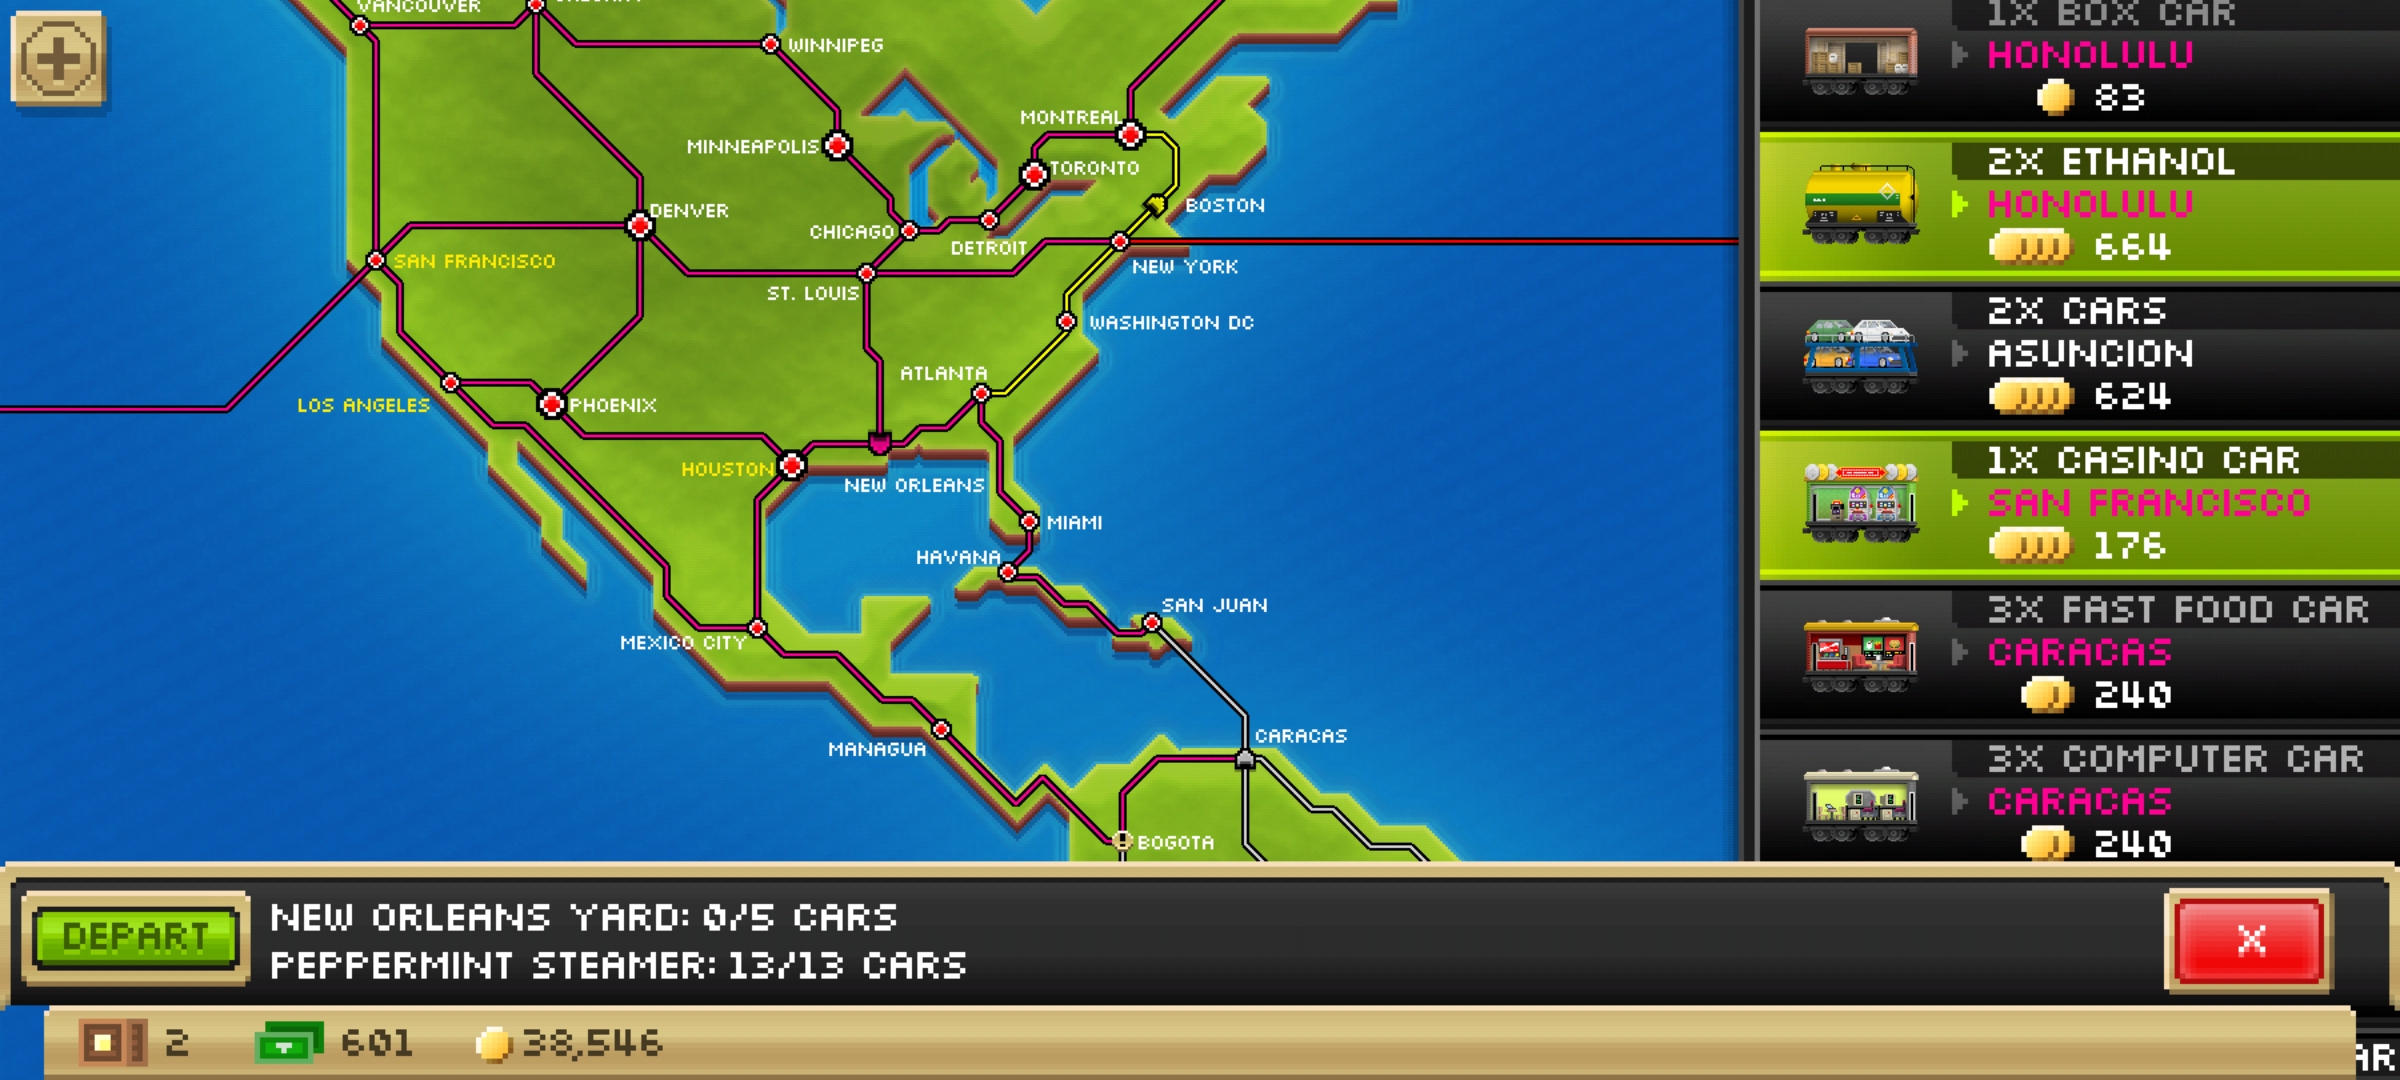 VANCOUVER
WINNIPEG
MONTREAL
MINNEAPOLIS
TORONTO
DENVER
BOSTON
CHICAGO
DETROIT
SAN FRANCISCO
NEW YORK
ST. LOUIS
WASHINGTON DC
ATLANTA
LOS ANGELES
PHOENIX
HOUSTON
NEW ORLEANS
MIAMI
HAVANA
SAN JUAN
MEXICO CITY
CARACAS
MANAGUA
BOGOTA
1X BOX CAR
HONOLULU
83
2X ETHANOL
HONOLULU
664
2X CARS
ASUNCION
624
1X CASINO CAR
SAN FRANCISCO
176
3X FAST FOOD CAR
CARACAS
240
3X COMPUTER CAR
CARACAS
240
DEPART
NEW ORLEANS YARD: 0/5 CARS
PEPPERMINT STEAMER: 13/13 CARS
X
2
601
38,546
AR